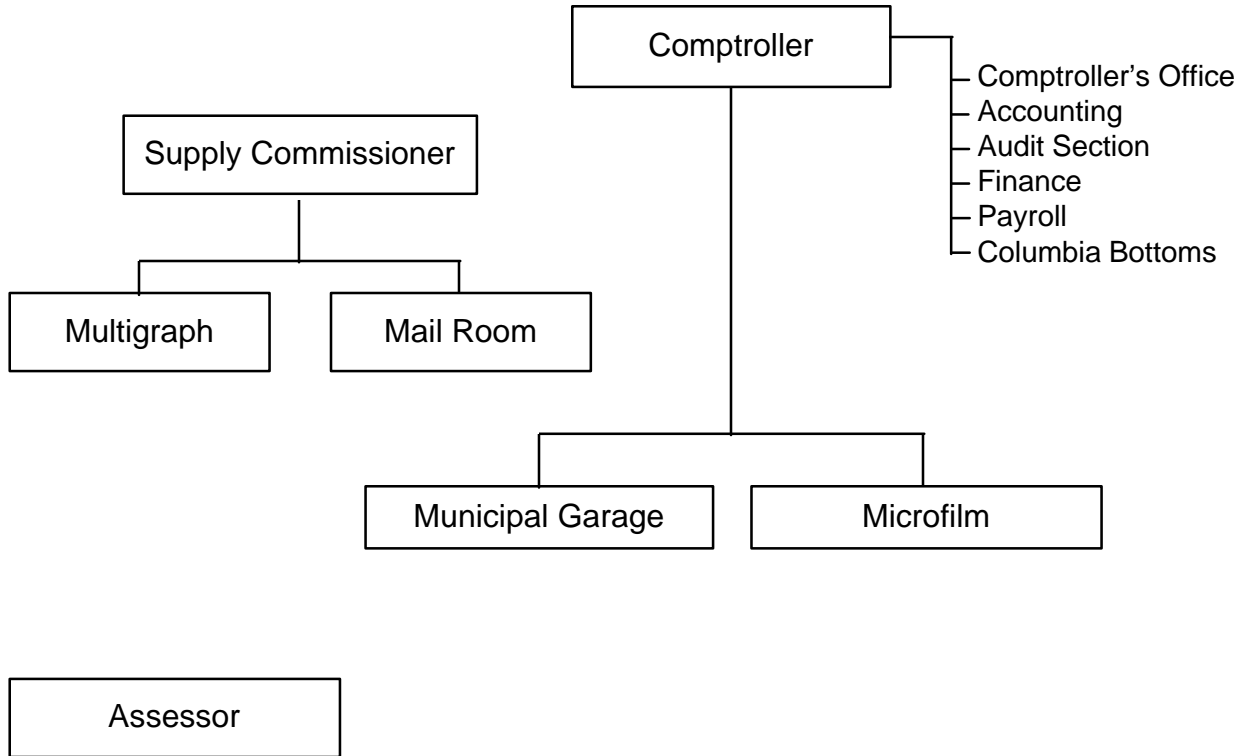 Comptroller
Comptroller’s Office
Accounting
Audit Section
Finance
Payroll
Columbia Bottoms
Supply Commissioner
Multigraph
Mail Room
Municipal Garage
Microfilm
Assessor